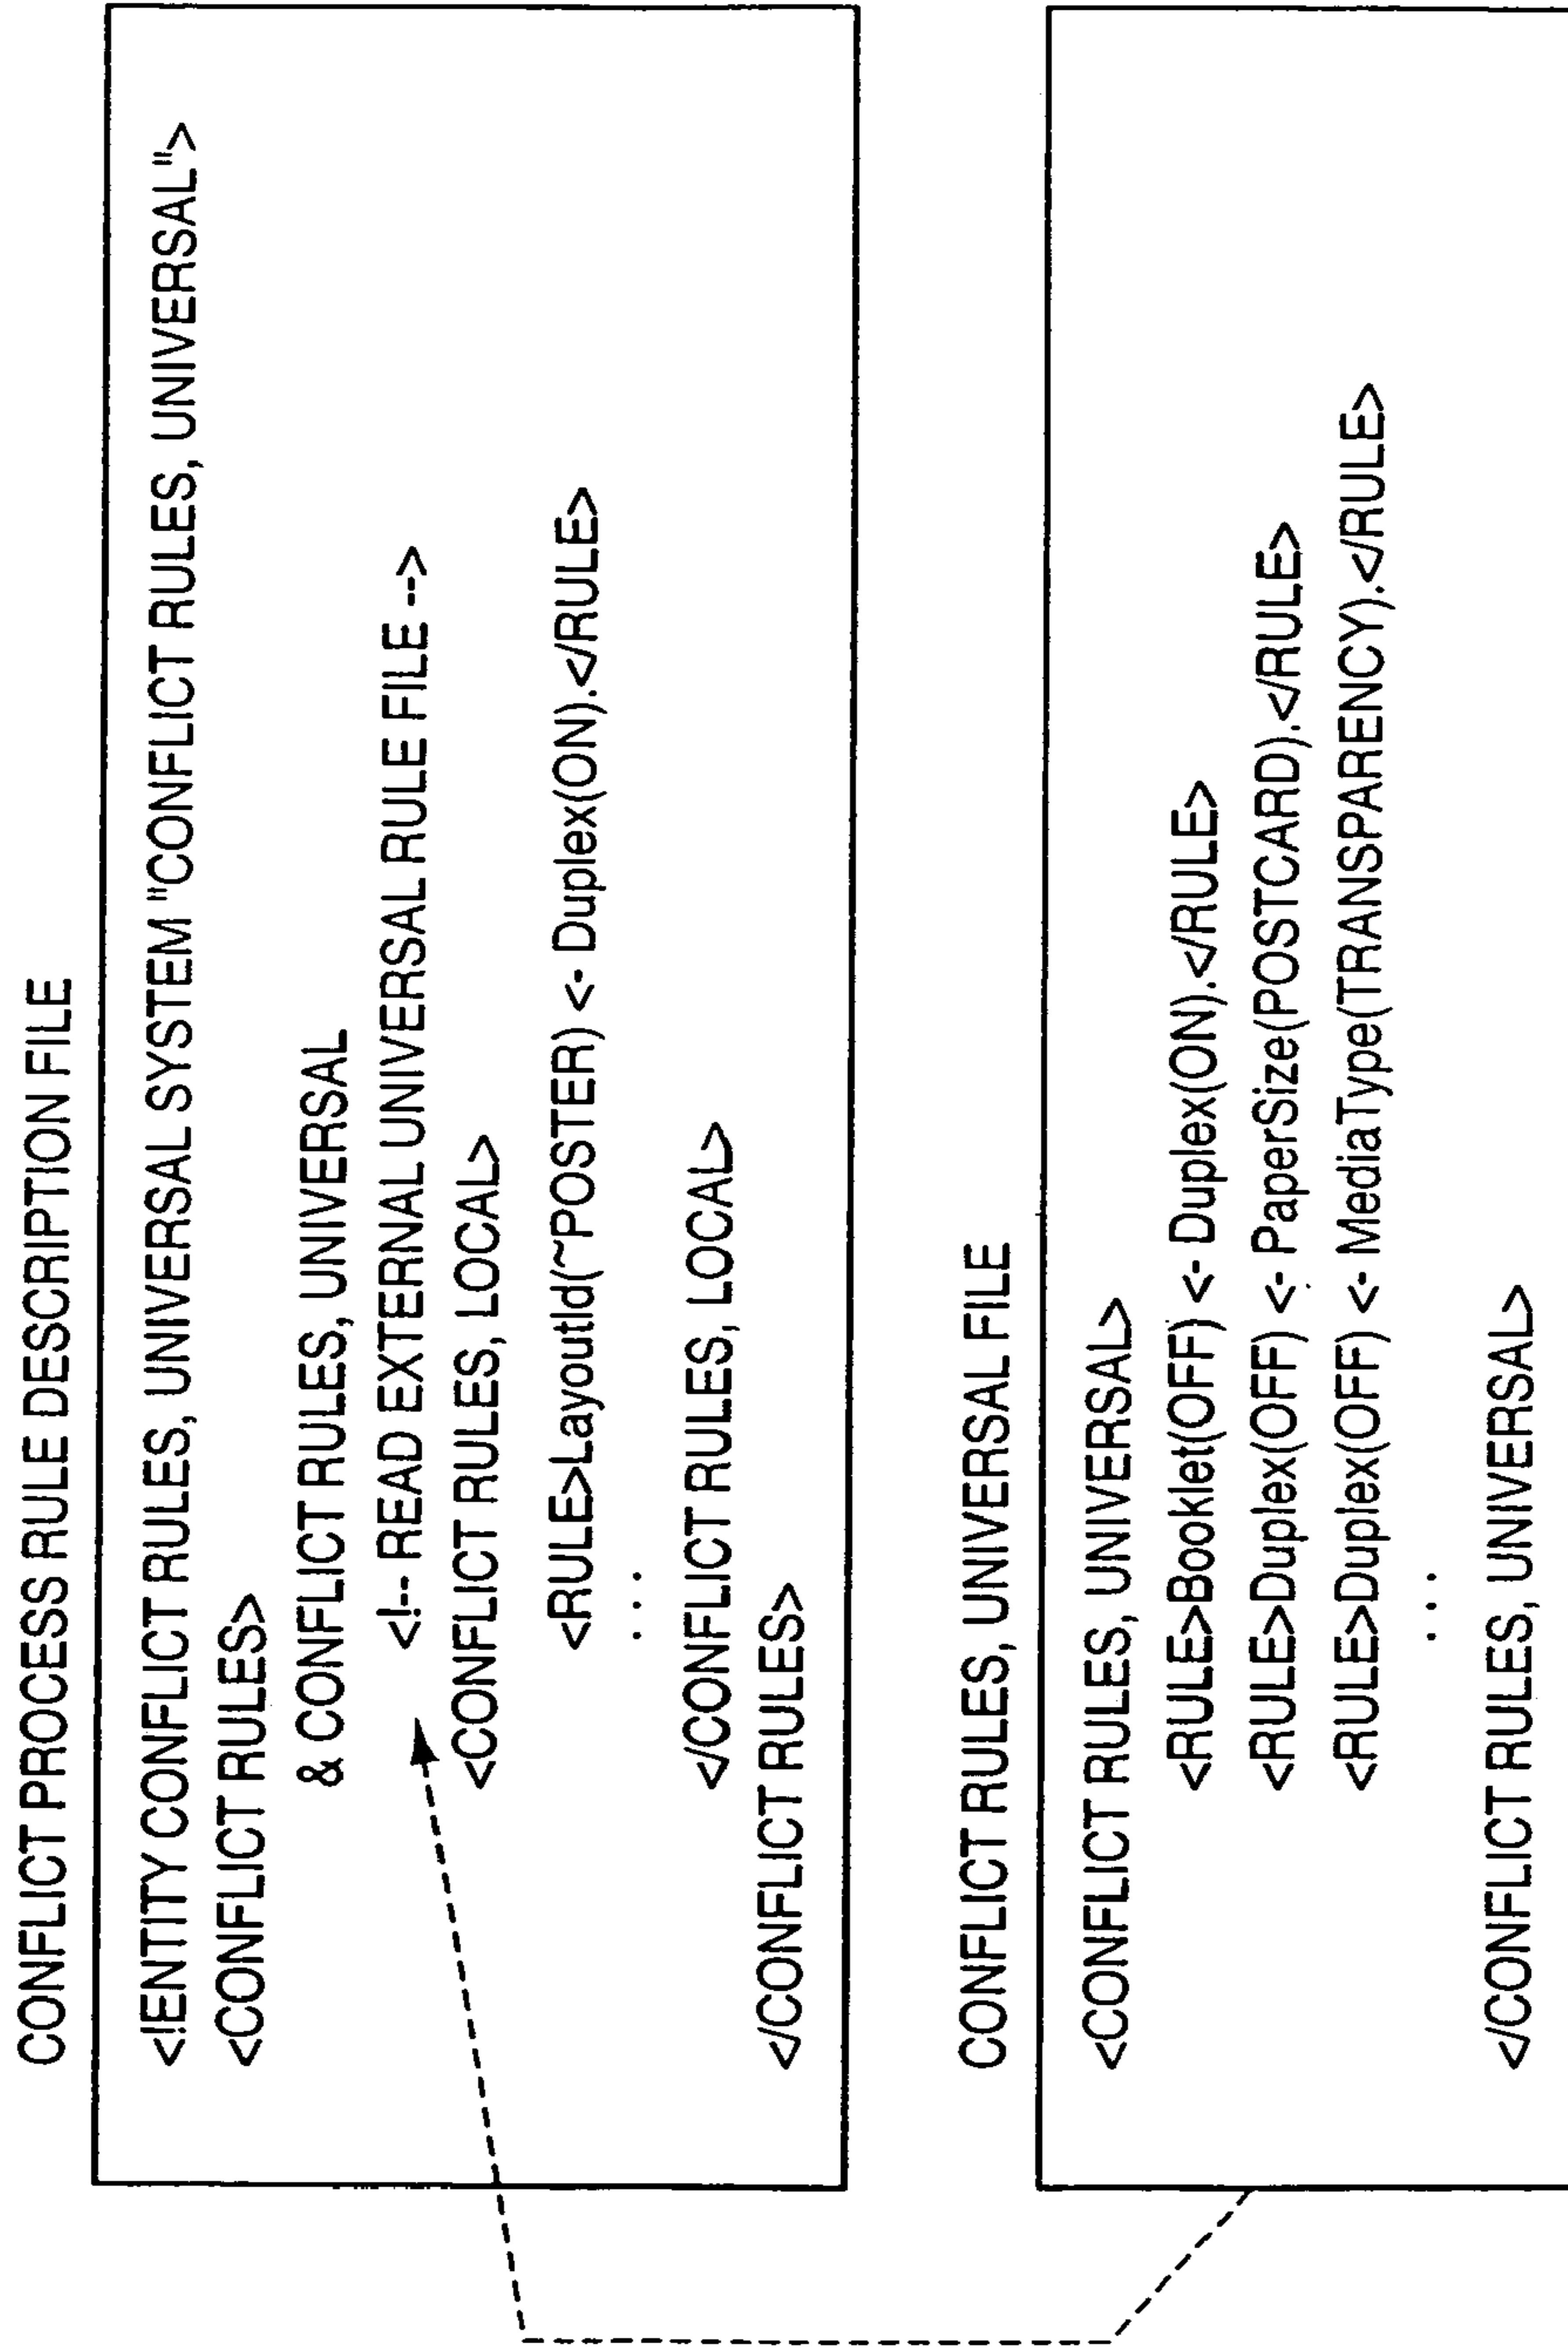 CONFLICT PROCESS RULE DESCRIPTION FILE
<!ENTITY CONFLICT RULES, UNIVERSAL SYSTEM "CONFLICT RULES, UNIVERSAL">
<CONFLICT RULES>
& CONFLICT RULES, UNIVERSAL
<!-- READ EXTERNAL UNIVERSAL RULE FILE -->
<CONFLICT RULES, LOCAL>
<RULE>LayoutId(~POSTER) <- Duplex(ON).</RULE>
. . .
</CONFLICT RULES, LOCAL>
</CONFLICT RULES>
CONFLICT RULES, UNIVERSAL FILE
<CONFLICT RULES, UNIVERSAL>
<RULE>Booklet(OFF) <- Duplex(ON).</RULE>
<RULE>Duplex(OFF) <- PaperSize(POSTCARD).</RULE>
<RULE>Duplex(OFF) <- MediaType(TRANSPARENCY).</RULE>
. . .
</CONFLICT RULES, UNIVERSAL>